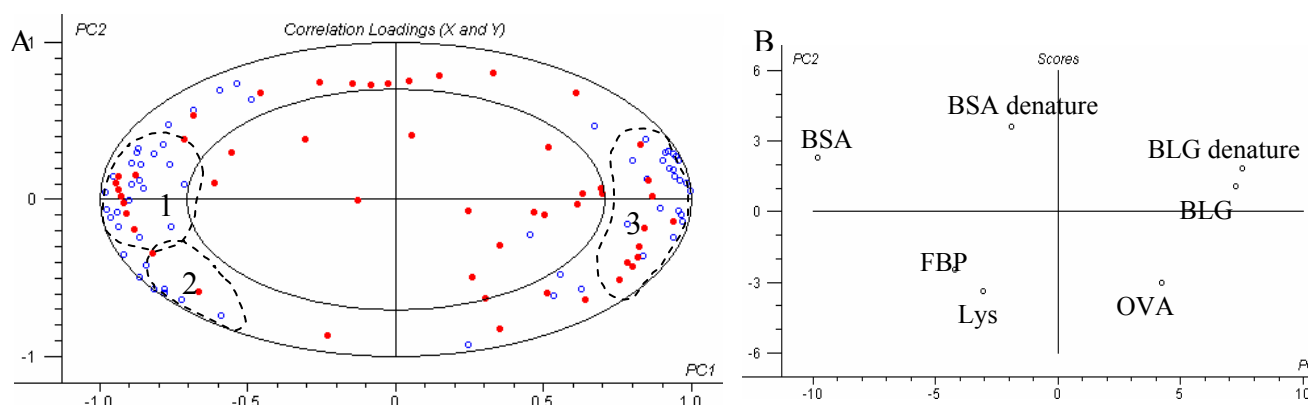 A
PC2
Correlation Loadings (X and Y)
1
0
-1
1
2
3
PC1
-1.0
-0.5
0
0.5
1.0
B
PC2
Scores
6
3
0
-3
-6
BSA denature
BSA
BLG denature
BLG
FBP
Lys
OVA
-10
-5
0
5
10